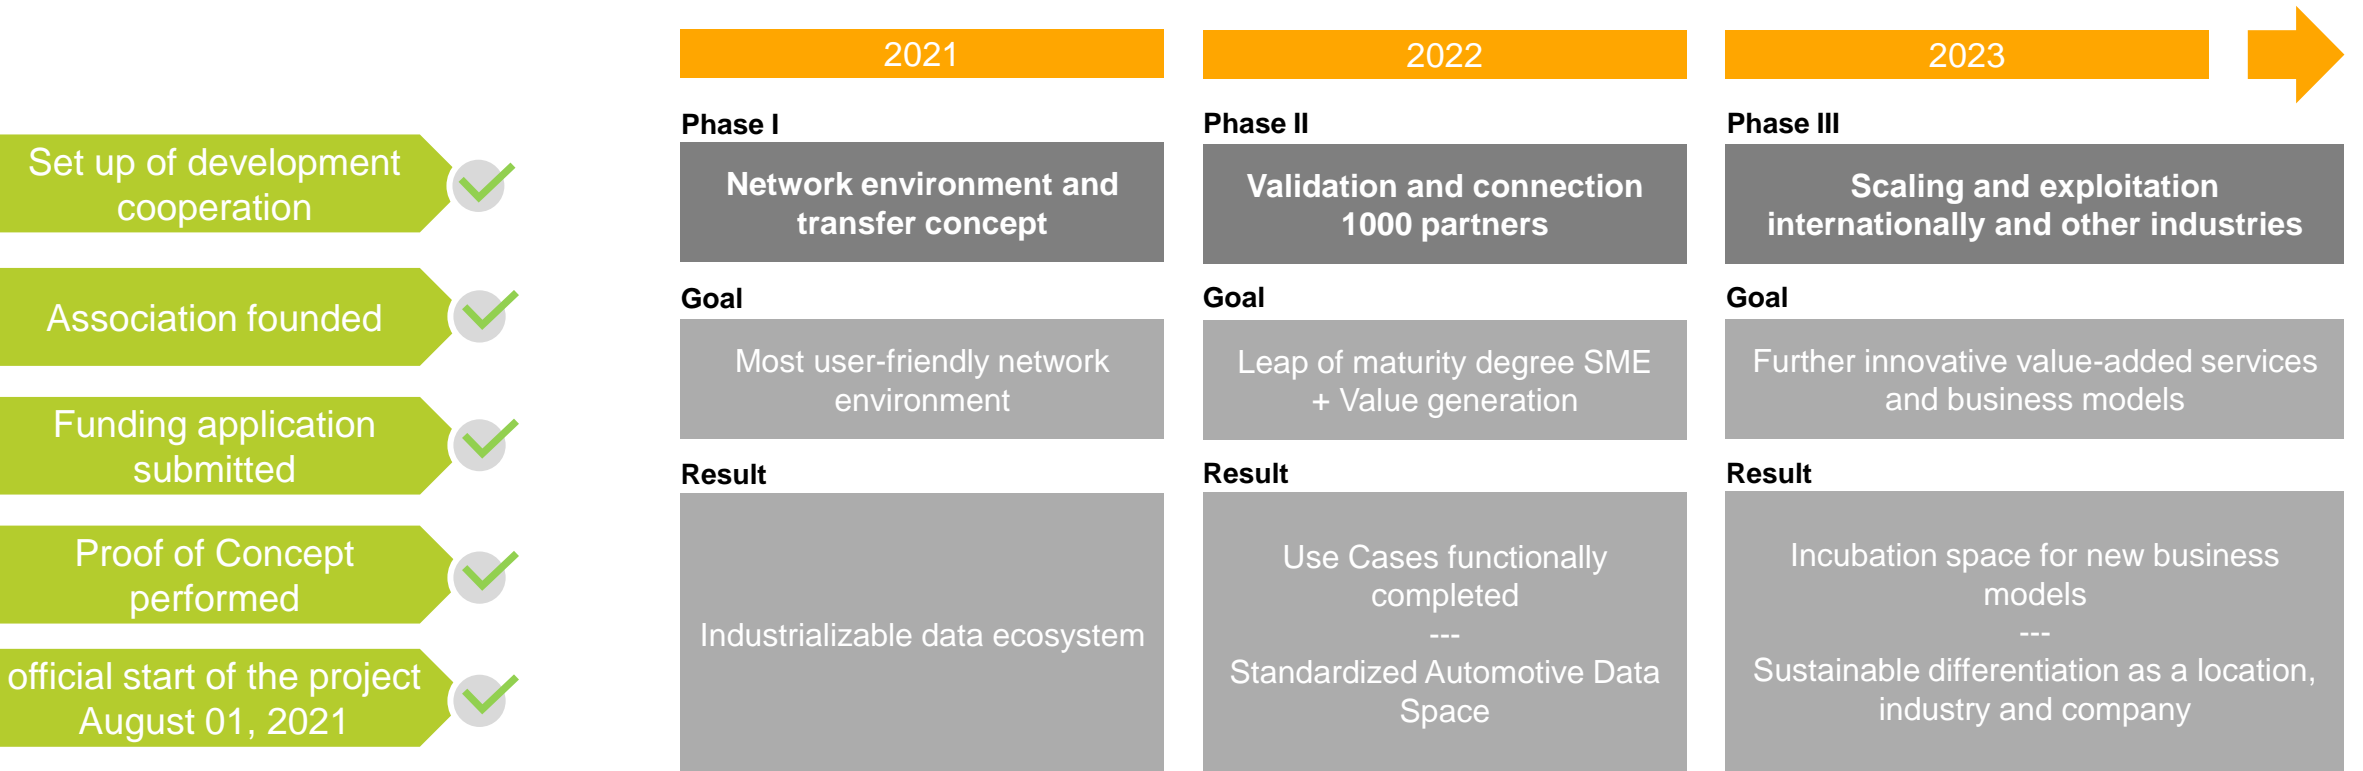 Set up of development
cooperation
Association founded
Funding application
submitted
Proof of Concept
performed
official start of the project
August 01, 2021
2021
Phase I
Network environment and
transfer concept
Goal
Most user-friendly network
environment
Result
Industrializable data ecosystem
2022
Phase II
Validation and connection
1000 partners
Goal
Leap of maturity degree SME
+ Value generation
Result
Use Cases functionally
completed
---
Standardized Automotive Data
Space
2023
Phase III
Scaling and exploitation
internationally and other industries
Goal
Further innovative value-added services
and business models
Result
Incubation space for new business
models
---
Sustainable differentiation as a location,
industry and company